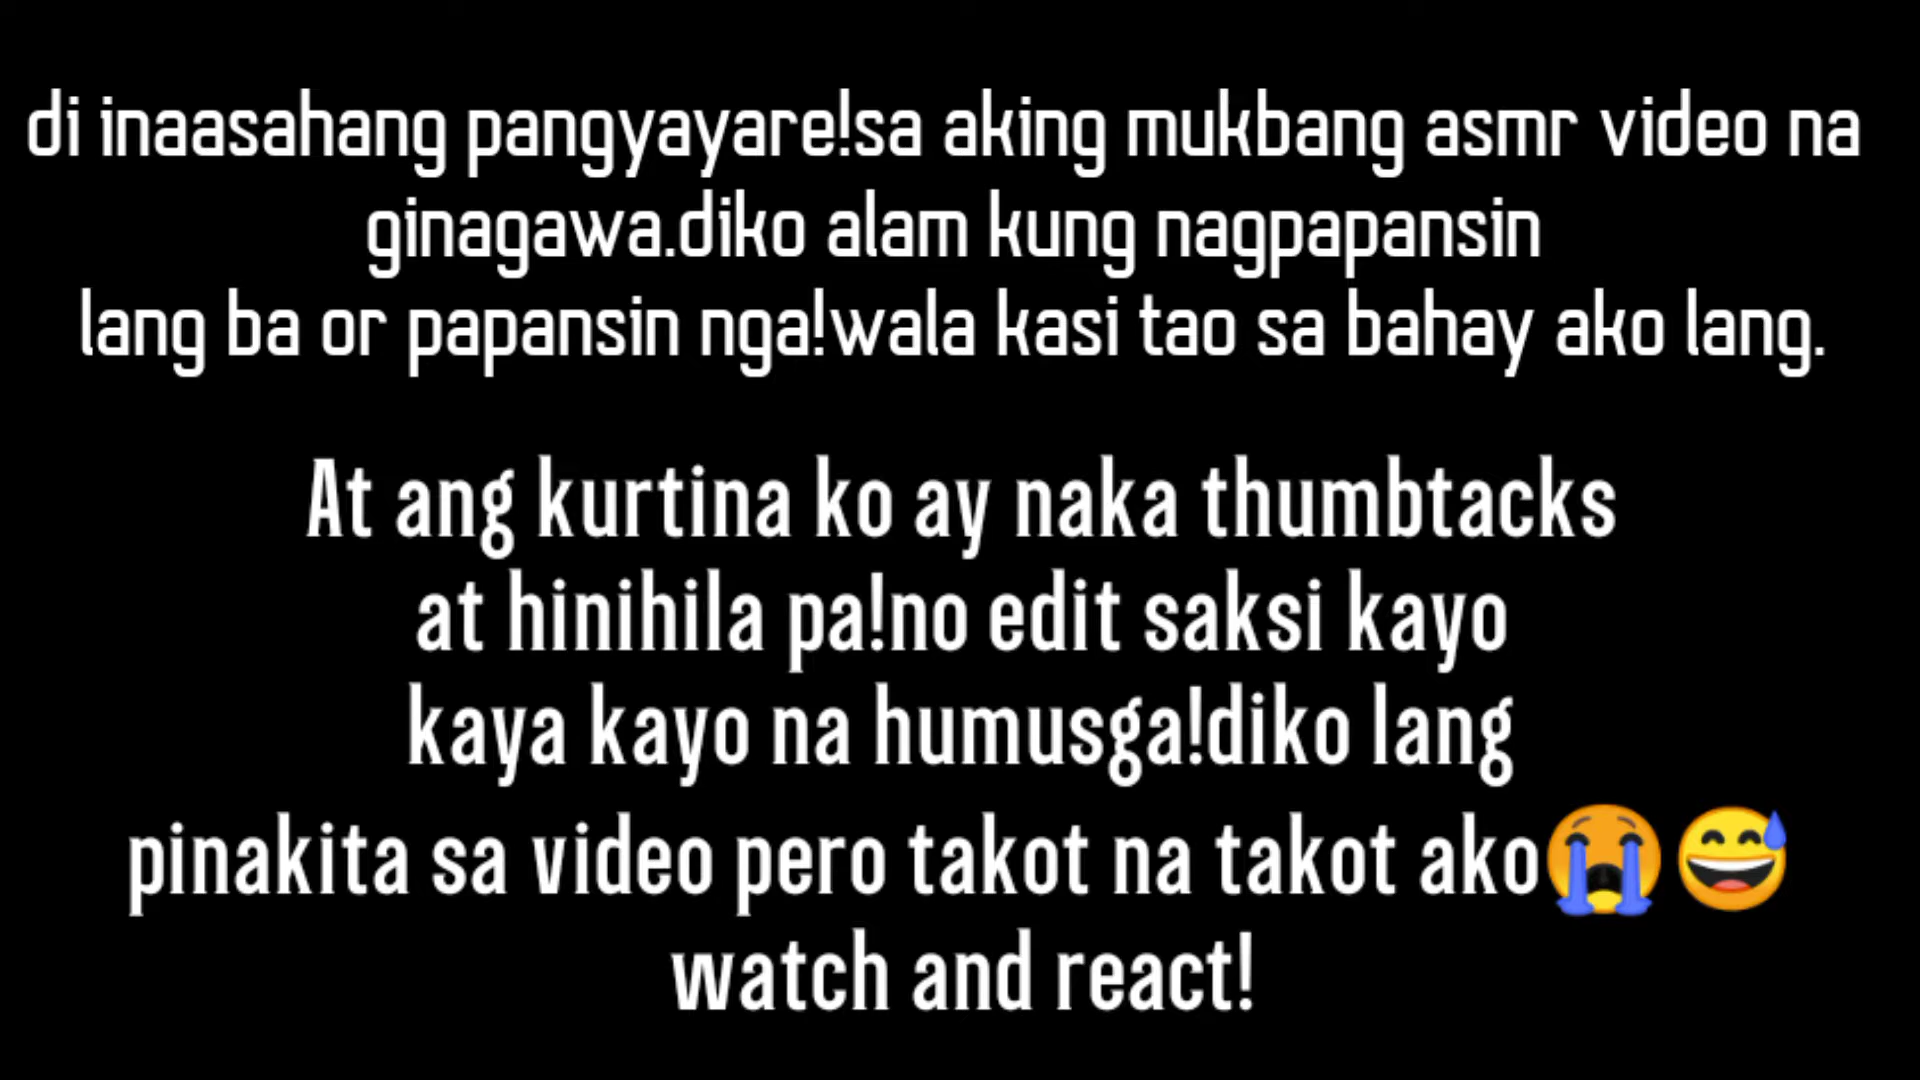 di inaasahang pangyayare!sa aking mukbang asmr video na
ginagawa.diko alam kung nagpapansin
lang ba or papansin nga!wala kasi tao sa bahay ako lang.
At ang kurtina ko ay naka thumbtacks
at hinihila pa!no edit saksi kayo
kaya kayo na humusga!diko lang
pinakita sa video pero takot na takot ako😭😅
watch and react!